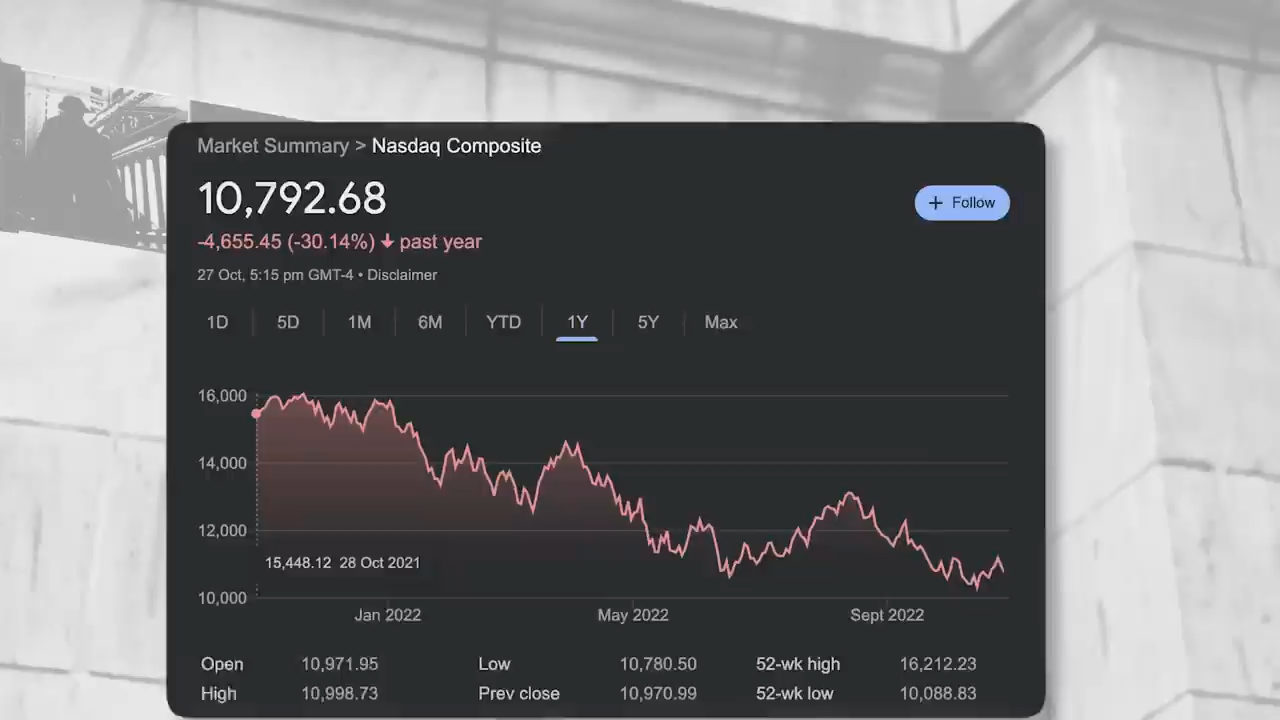 Market Summary > Nasdaq Composite
10,792.68
+ Follow
-4,655.45 (-30.14%) ↓ past year
27 Oct, 5:15 pm GMT-4 • Disclaimer
1D 5D 1M 6M YTD 1Y 5Y Max
16,000
14,000
12,000
15,448.12 28 Oct 2021
10,000
Jan 2022 May 2022 Sept 2022
Open 10,971.95 Low 10,780.50 52-wk high 16,212.23
High 10,998.73 Prev close 10,970.99 52-wk low 10,088.83